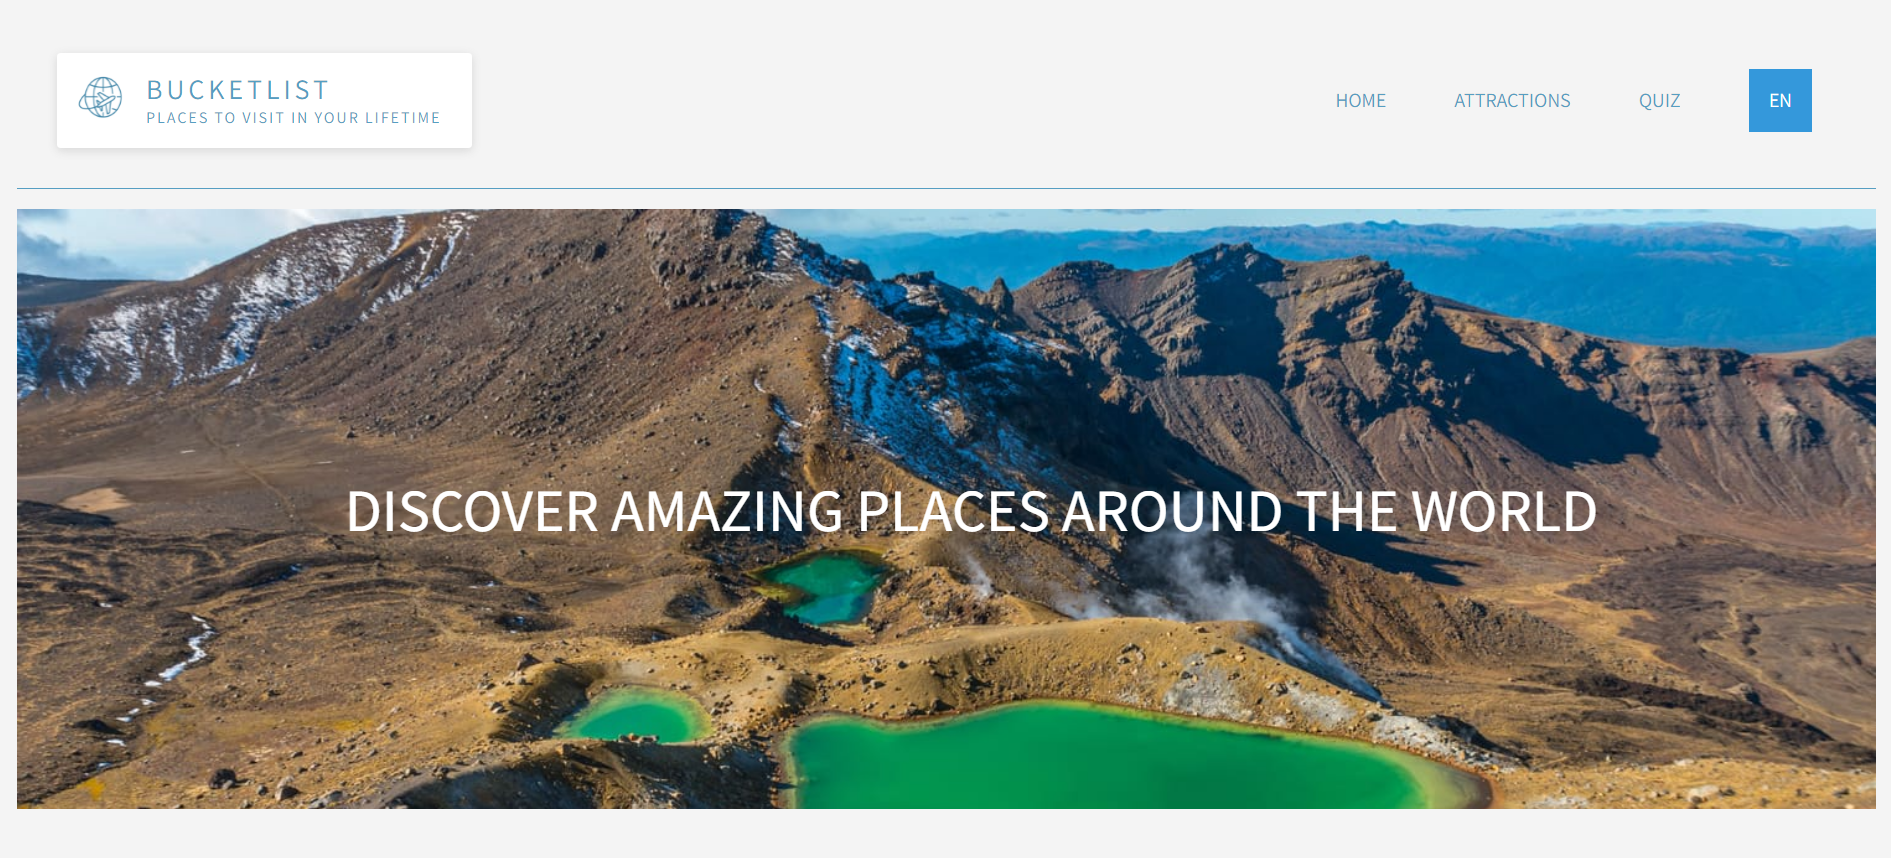 BUCKETLIST
PLACES TO VISIT IN YOUR LIFETIME
HOME
ATTRACTIONS
QUIZ
EN
DISCOVER AMAZING PLACES AROUND THE WORLD